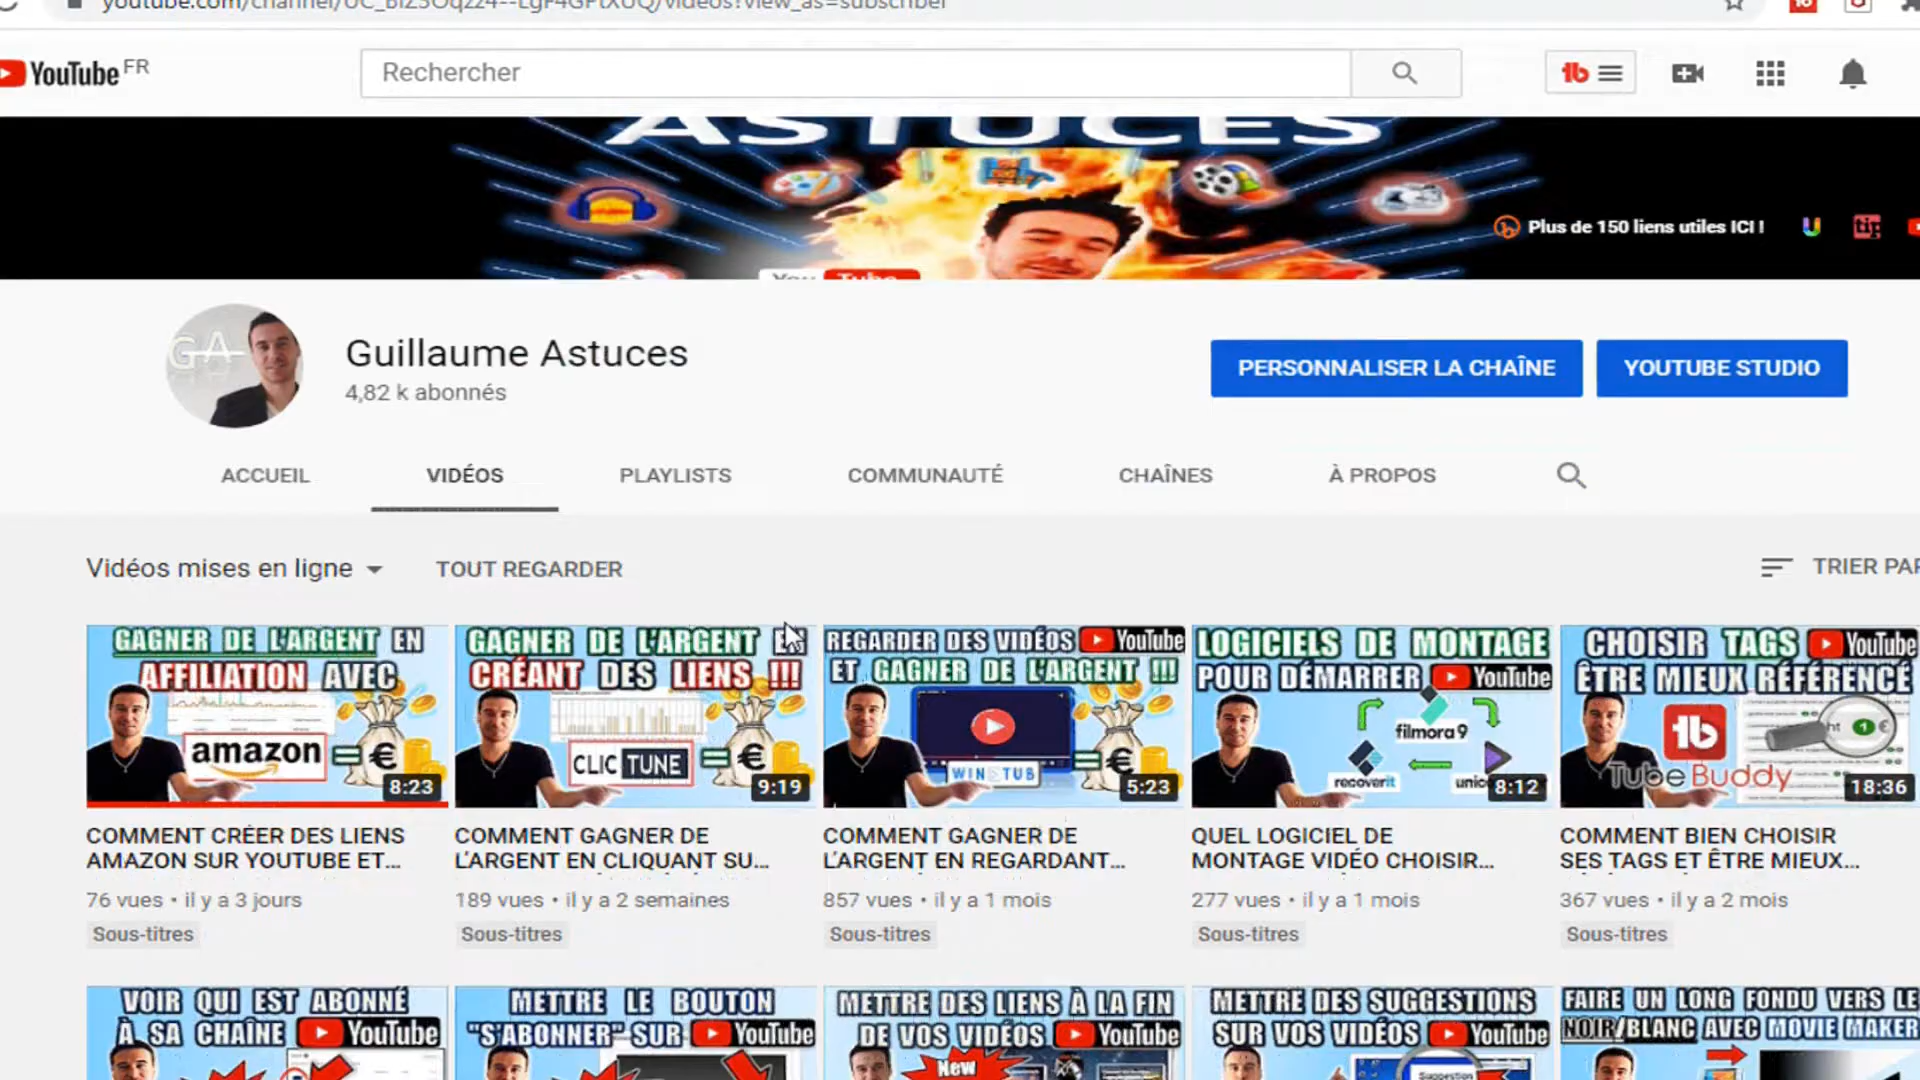 YouTube FR
Rechercher
ASTUCES
Plus de 150 liens utiles ICI !
You Tube
GA
Guillaume Astuces
4,82 k abonnés
PERSONNALISER LA CHAÎNE
YOUTUBE STUDIO
ACCUEIL
VIDÉOS
PLAYLISTS
COMMUNAUTÉ
CHAÎNES
À PROPOS
Vidéos mises en ligne
TOUT REGARDER
TRIER PAR
GAGNER DE L'ARGENT EN
AFFILIATION AVEC
amazon = €
8:23
COMMENT CRÉER DES LIENS
AMAZON SUR YOUTUBE ET...
76 vues • il y a 3 jours
Sous-titres
GAGNER DE L'ARGENT EN
CRÉANT DES LIENS !!!
CLICTUNE = €
9:19
COMMENT GAGNER DE
L'ARGENT EN CLIQUANT SU...
189 vues • il y a 2 semaines
Sous-titres
REGARDER DES VIDÉOS YouTube
ET GAGNER DE L'ARGENT !!!
= €
WINTUB
5:23
COMMENT GAGNER DE
L'ARGENT EN REGARDANT...
857 vues • il y a 1 mois
Sous-titres
LOGICIELS DE MONTAGE
POUR DÉMARRER YouTube
filmora9
recoverit
8:12
QUEL LOGICIEL DE
MONTAGE VIDÉO CHOISIR...
277 vues • il y a 1 mois
Sous-titres
CHOISIR TAGS YouTube
ÊTRE MIEUX RÉFÉRENCÉ
TubeBuddy
18:36
COMMENT BIEN CHOISIR
SES TAGS ET ÊTRE MIEUX...
367 vues • il y a 2 mois
Sous-titres
VOIR QUI EST ABONNÉ
À SA CHAÎNE YouTube
METTRE LE BOUTON
"S'ABONNER" SUR YouTube
METTRE DES LIENS À LA FIN
DE VOS VIDÉOS YouTube
New
METTRE DES SUGGESTIONS
SUR VOS VIDÉOS YouTube
Suggestion
FAIRE UN LONG FONDU VERS LE
NOIR/BLANC AVEC MOVIE MAKER